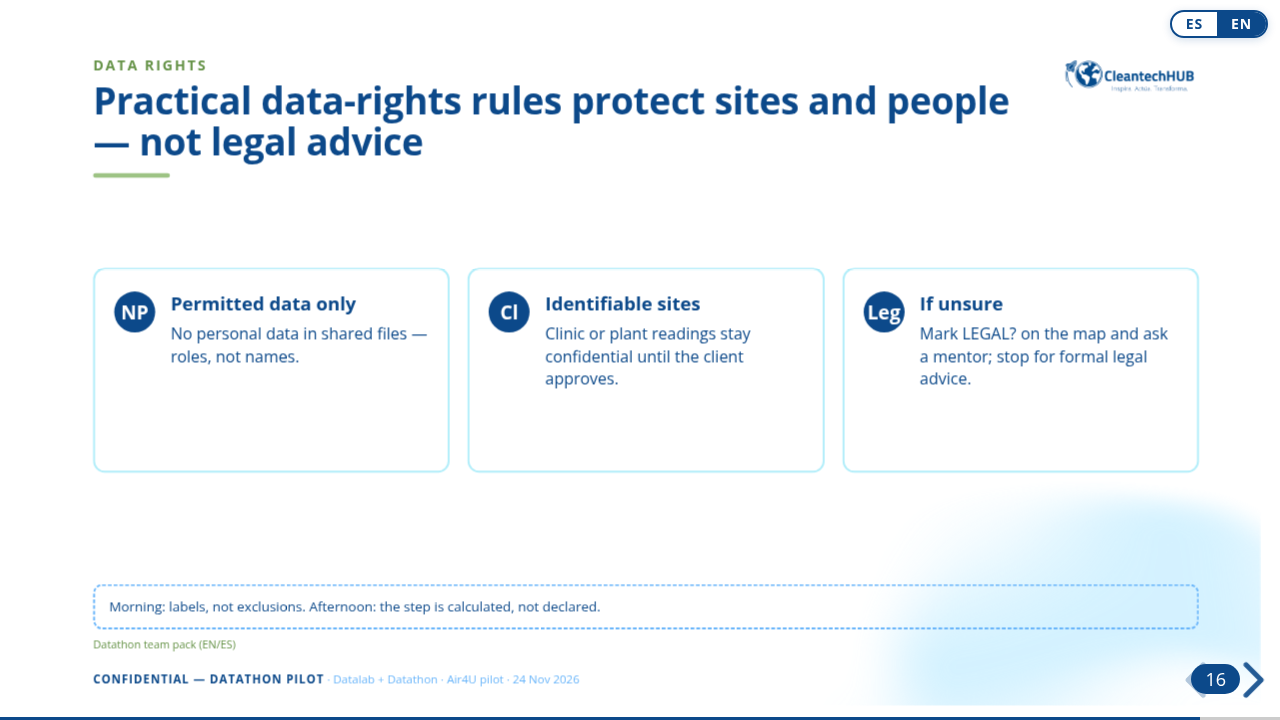 ES EN
DATA RIGHTS
CleantechHUB
Inspire. Actúa. Transforma.
Practical data-rights rules protect sites and people
— not legal advice
NP
Permitted data only
No personal data in shared files —
roles, not names.
Cl
Identifiable sites
Clinic or plant readings stay
confidential until the client
approves.
Leg
If unsure
Mark LEGAL? on the map and ask
a mentor; stop for formal legal
advice.
Morning: labels, not exclusions. Afternoon: the step is calculated, not declared.
Datathon team pack (EN/ES)
CONFIDENTIAL — DATATHON PILOT · Datalab + Datathon · Air4U pilot · 24 Nov 2026
16